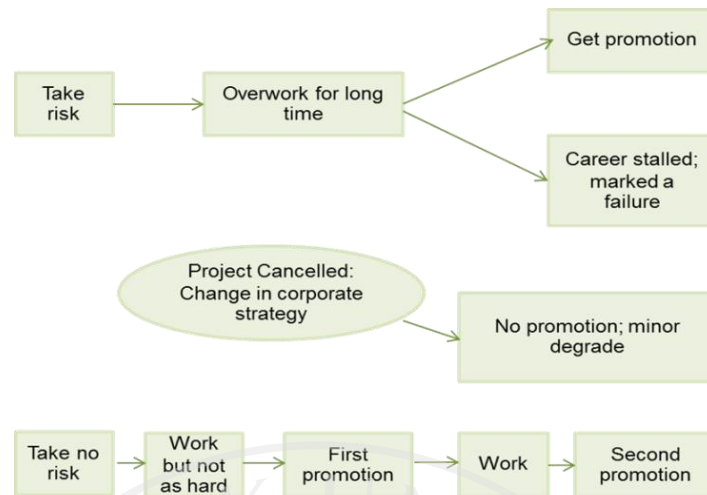 Get promotion
Take
risk
Overwork for long
time
Career stalled;
marked a
failure
Project Cancelled:
Change in corporate
strategy
No promotion; minor
degrade
Take no
risk
Work
but not
as hard
First
promotion
Work
Second
promotion